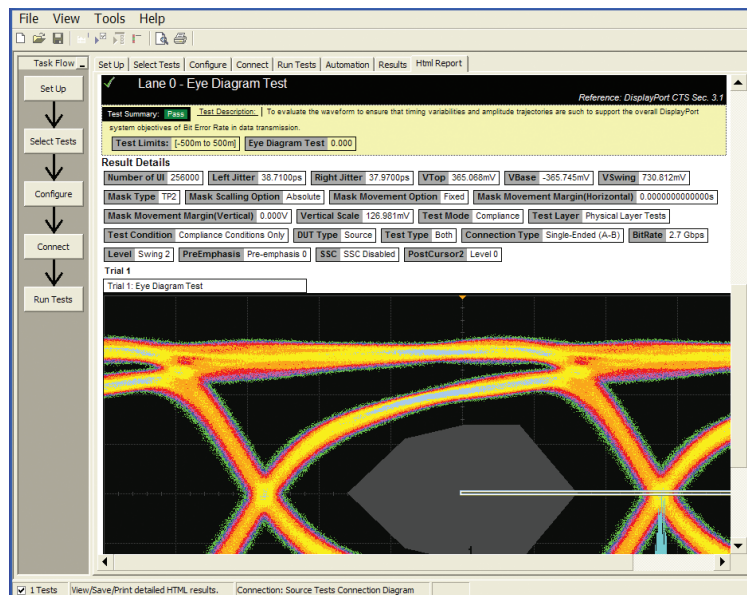 File View Tools Help
Task Flow
Set Up
Select Tests
Configure
Connect
Run Tests
Set Up Select Tests Configure Connect Run Tests Automation Results Html Report
Lane 0 - Eye Diagram Test
Reference: DisplayPort CTS Sec. 3.1
Test Summary: Pass Test Description: To evaluate the waveform to ensure that timing variabilities and amplitude trajectories are such to support the overall DisplayPort
system objectives of Bit Error Rate in data transmission.
Test Limits: [-500m to 500m] Eye Diagram Test 0.000
Result Details
Number of UI 256000 Left Jitter 38.7100ps Right Jitter 37.9700ps VTop 365.068mV VBase -365.745mV VSwing 730.812mV
Mask Type TP2 Mask Scalling Option Absolute Mask Movement Option Fixed Mask Movement Margin(Horizontal) 0.0000000000000s
Mask Movement Margin(Vertical) 0.000V Vertical Scale 126.981mV Test Mode Compliance Test Layer Physical Layer Tests
Test Condition Compliance Conditions Only DUT Type Source Test Type Both Connection Type Single-Ended (A-B) BitRate 2.7 Gbps
Level Swing 2 PreEmphasis Pre-emphasis 0 SSC SSC Disabled PostCursor2 Level 0
Trial 1
Trial 1: Eye Diagram Test
1
1 Tests View/Save/Print detailed HTML results. Connection: Source Tests Connection Diagram